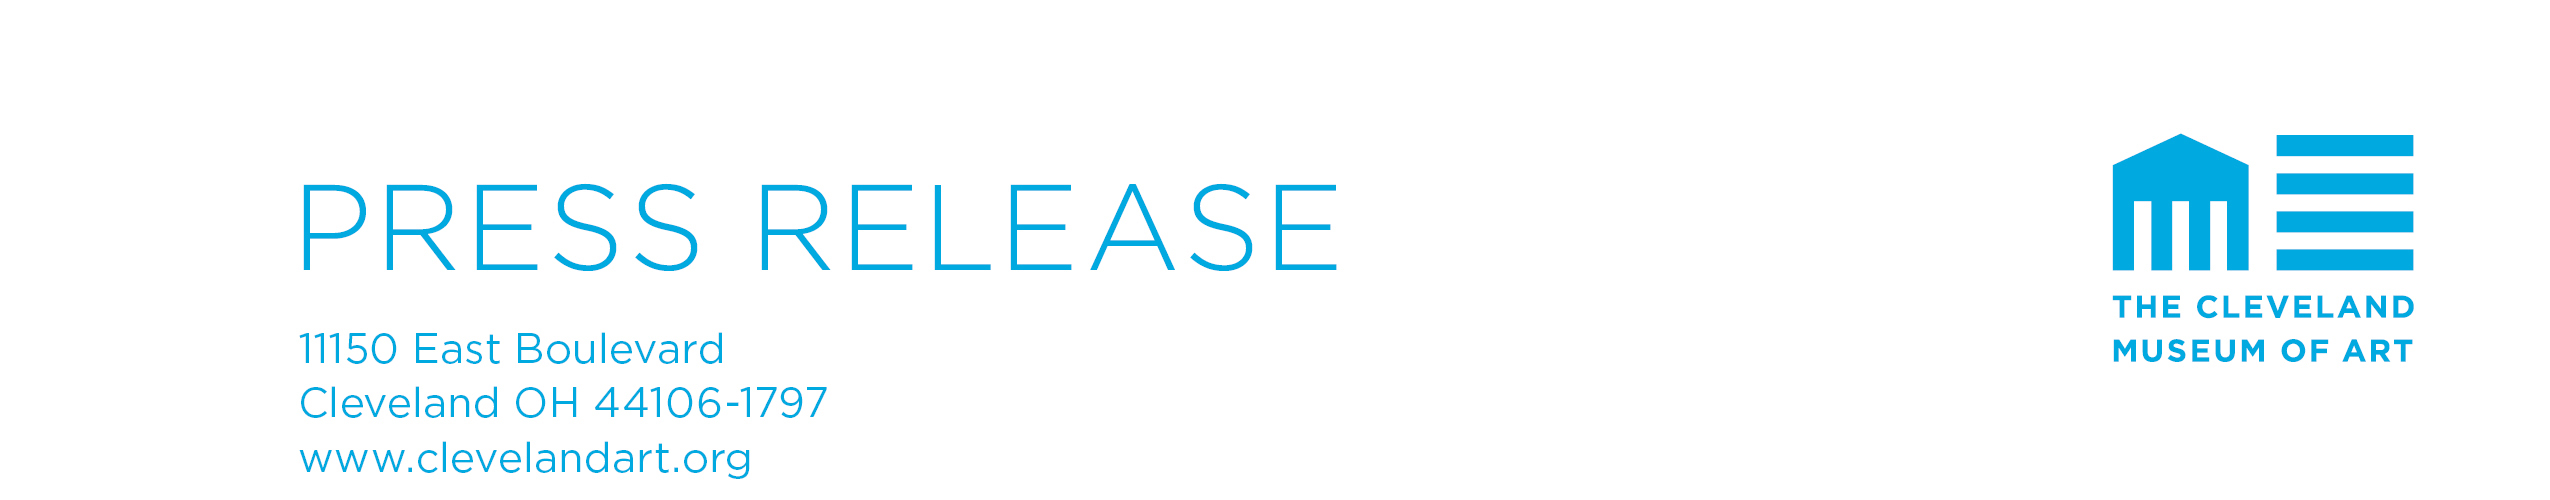 PRESS RELEASE
11150 East Boulevard
Cleveland OH 44106-1797
www.clevelandart.org
THE CLEVELAND
MUSEUM OF ART